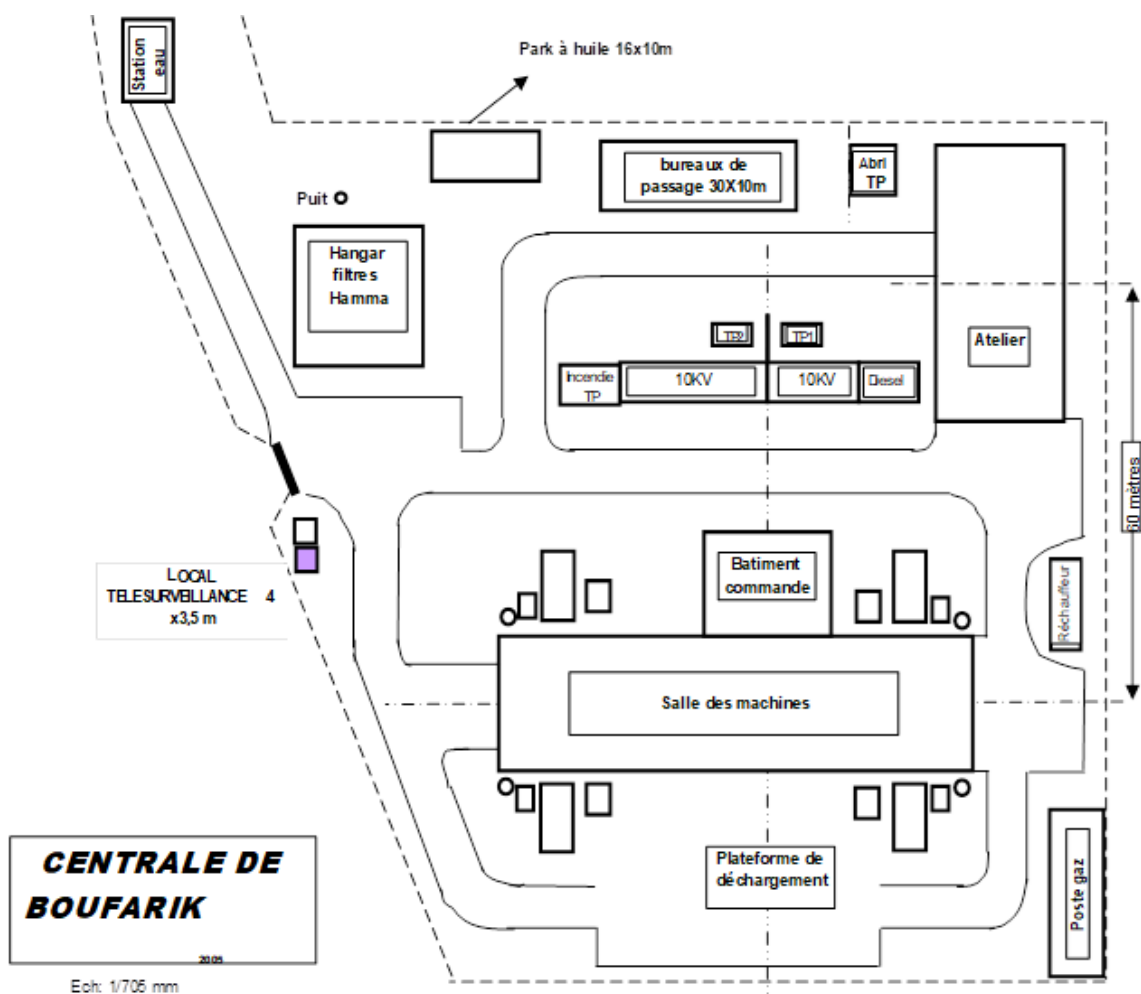 Station
eau
Park à huile 16x10m
bureaux de
passage 30X10m
Abri
TP
Puit
Hangar
filtres
Hamma
TP2
TP1
Atelier
Incendie
TP
10KV
10KV
Diesel
60 mètres
LOCAL
TELESURVEILLANCE 4
x3,5 m
Batiment
commande
Réchauffeur
Salle des machines
Plateforme de
déchargement
Poste gaz
CENTRALE DE
BOUFARIK
2005
Ech: 1/705 mm